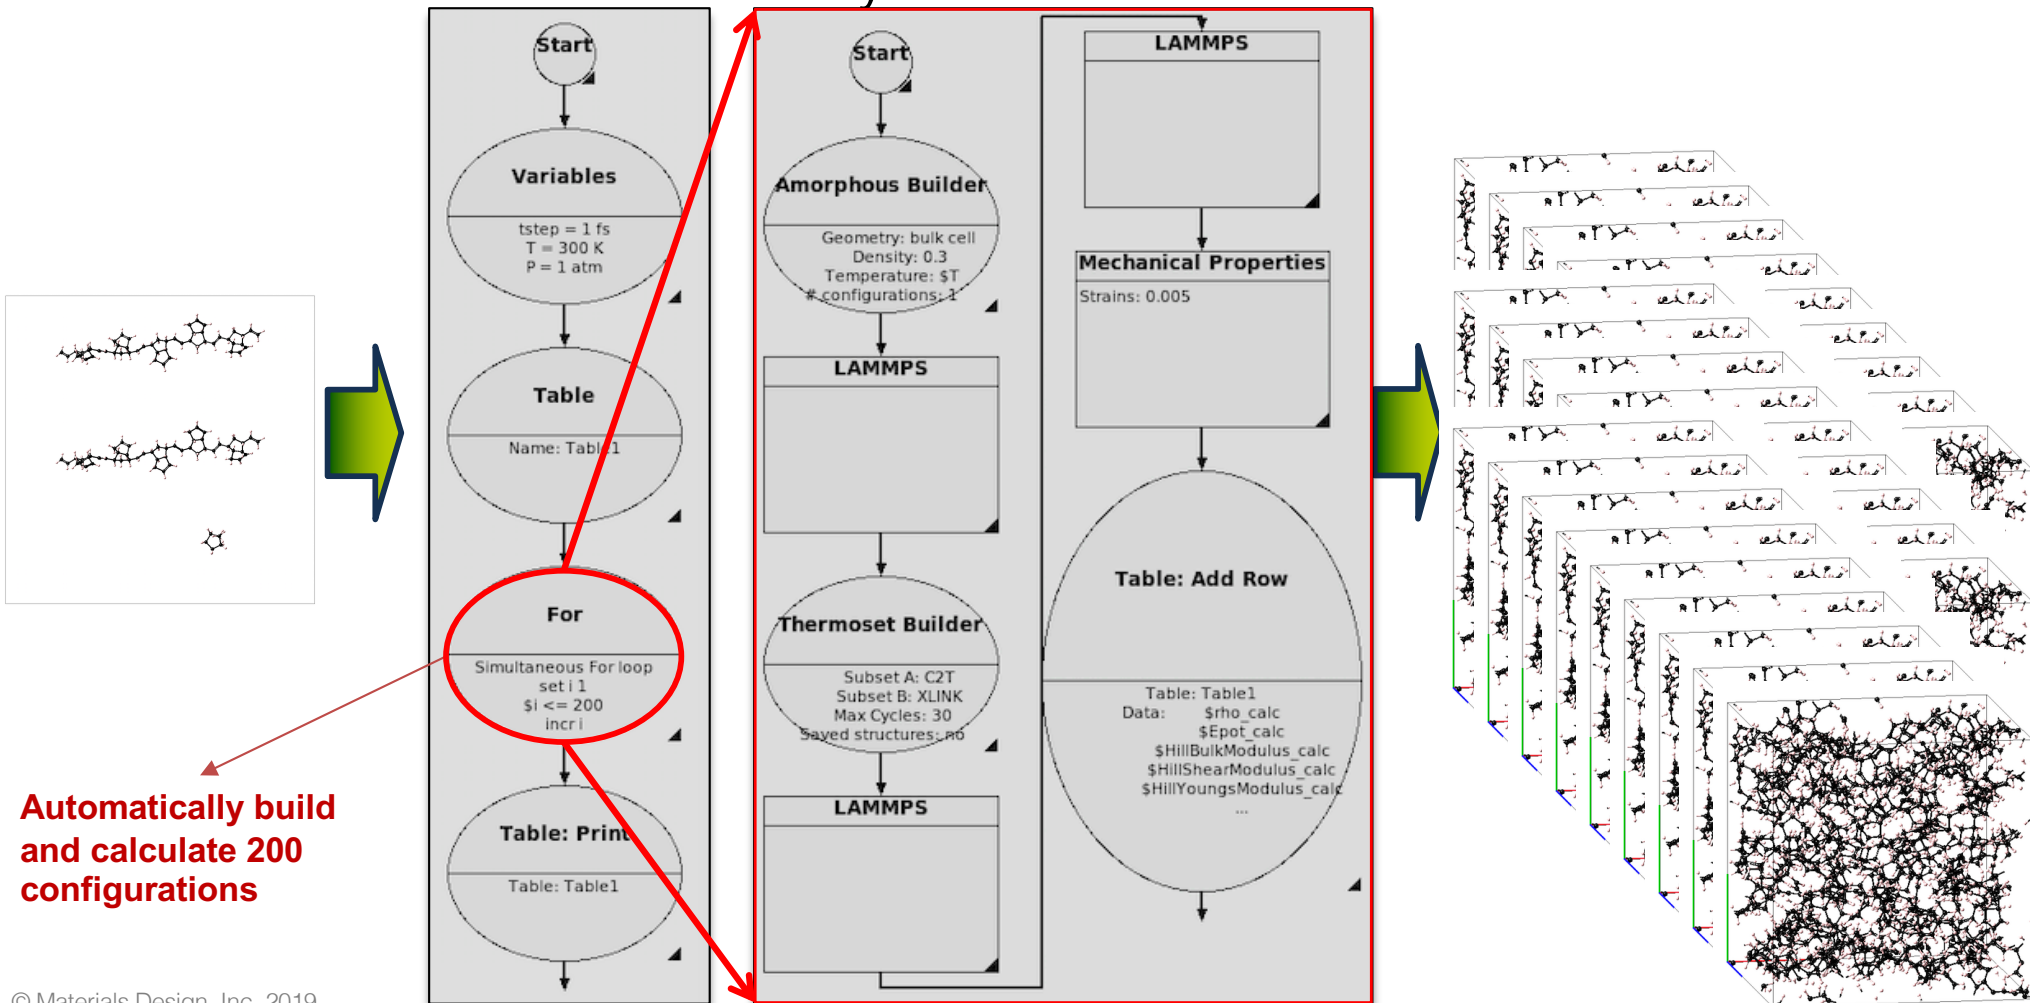 Start
Variables
tstep = 1 fs
T = 300 K
P = 1 atm
Table
Name: Table1
For
Simultaneous For loop
set i 1
$i <= 200
incr i
Table: Print
Table: Table1
Automatically build
and calculate 200
configurations
Start
Amorphous Builder
Geometry: bulk cell
Density: 0.3
Temperature: $T
# configurations: 1
LAMMPS
Thermoset Builder
Subset A: C2T
Subset B: XLINK
Max Cycles: 30
Saved structures: no
LAMMPS
LAMMPS
Mechanical Properties
Strains: 0.005
Table: Add Row
Table: Table1
Data: $rho_calc
$Epot_calc
$HillBulkModulus_calc
$HillShearModulus_calc
$HillYoungsModulus_calc
...
© Materials Design, Inc. 2019